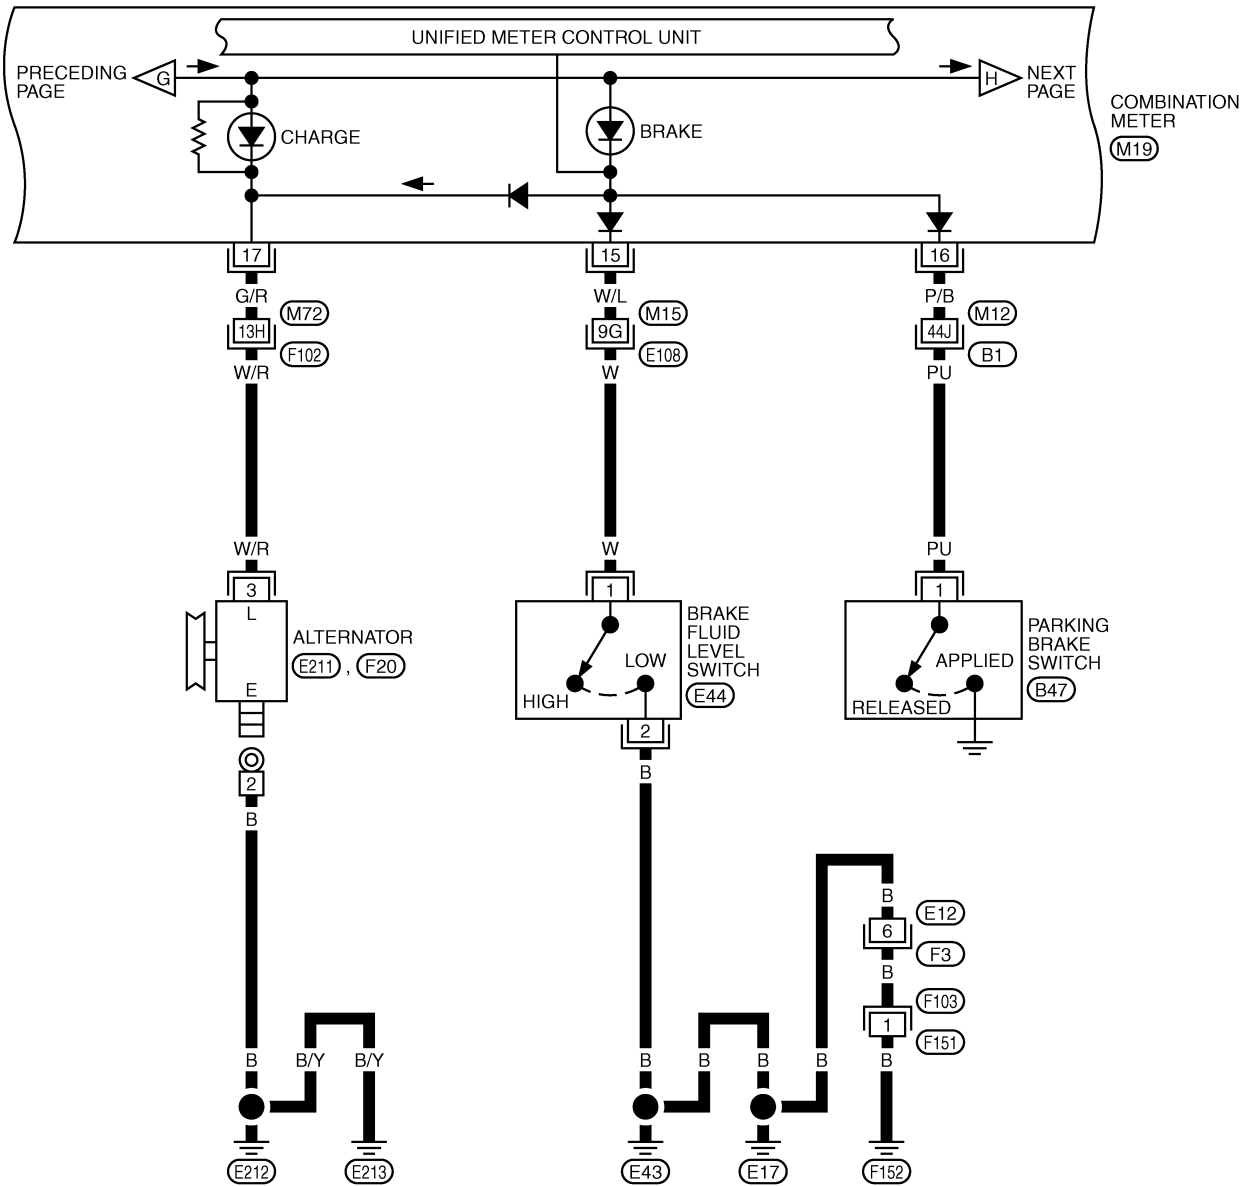 UNIFIED METER CONTROL UNIT
PRECEDING
PAGE
G
H
NEXT
PAGE
COMBINATION
METER
M19
CHARGE
BRAKE
17
15
16
G/R
W/L
P/B
M72
M15
M12
13H
9G
44J
F102
E108
B1
W/R
W
PU
W/R
W
PU
3
1
1
L
E
ALTERNATOR
E211 , F20
BRAKE
FLUID
LEVEL
SWITCH
E44
LOW
HIGH
PARKING
BRAKE
SWITCH
B47
APPLIED
RELEASED
2
B
2
B
B
E12
6
F3
B
F103
1
F151
B
B/Y
B/Y
B
B
B
B
B
E212
E213
E43
E17
F152